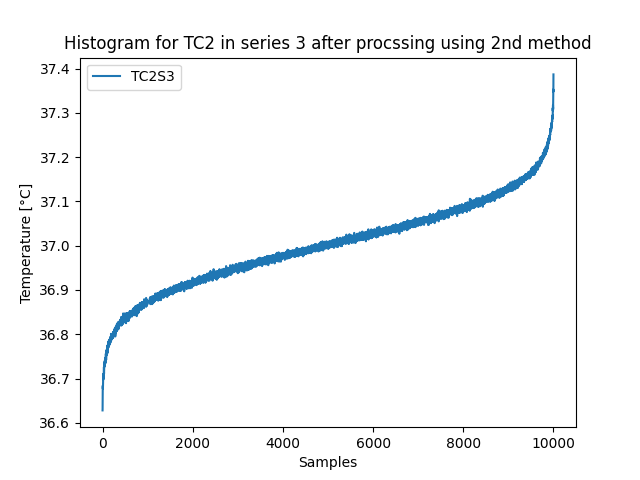 Histogram for TC2 in series 3 after procssing using 2nd method
TC2S3
37.4
37.3
37.2
37.1
37.0
36.9
36.8
36.7
36.6
Temperature [°C]
0 2000 4000 6000 8000 10000
Samples